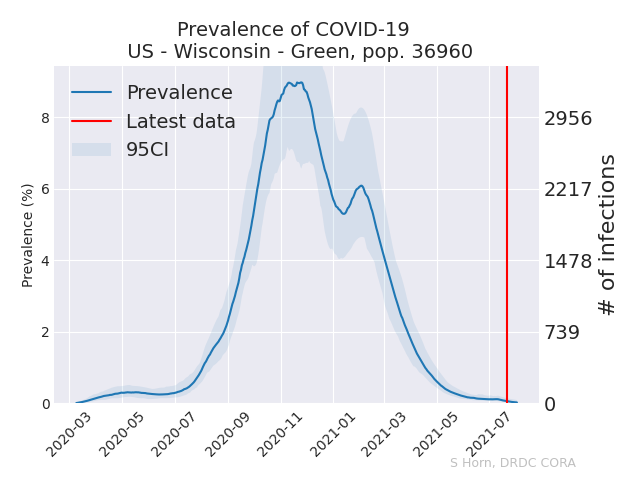 Prevalence of COVID-19
US - Wisconsin - Green, pop. 36960
Prevalence
Latest data
95CI
Prevalence (%)
8
6
4
2
0
2956
2217
1478
739
0
# of infections
2020-03
2020-05
2020-07
2020-09
2020-11
2021-01
2021-03
2021-05
2021-07
S Horn, DRDC CORA